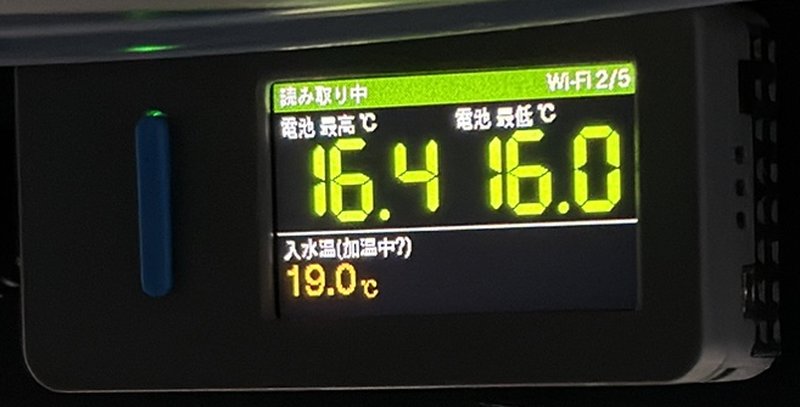 読み取り中 Wi-Fi 2/5
電池 最高 ℃ 電池 最低 ℃
16.4 16.0
入水温(加温中?)
19.0℃